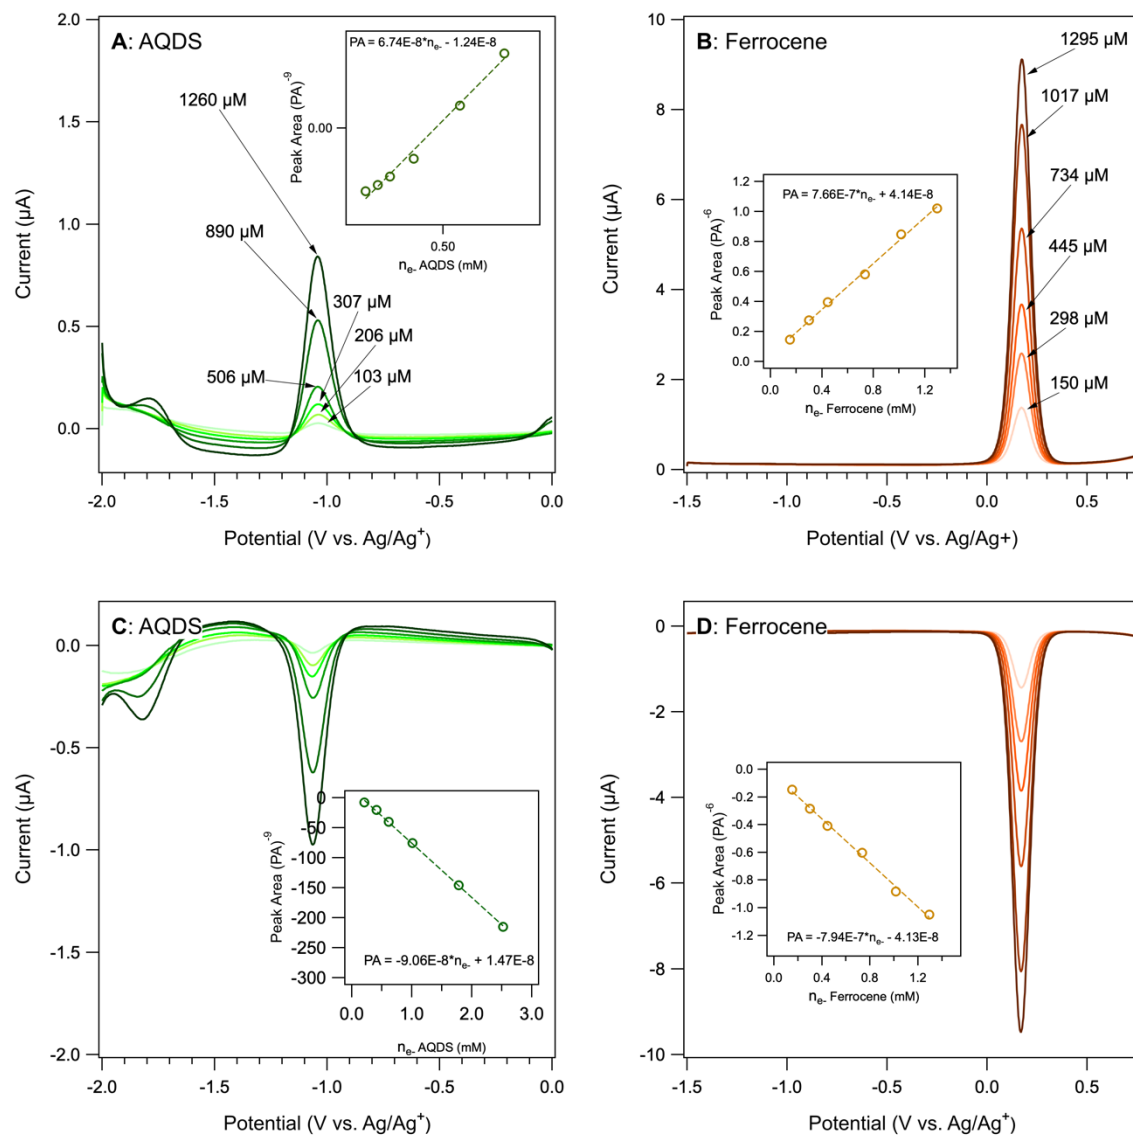 A: AQDS
2.0
1.5
1.0
0.5
0.0
Current (µA)
-2.0
-1.5
-1.0
-0.5
0.0
Potential (V vs. Ag/Ag⁺)
1260 µM
890 µM
506 µM
307 µM
206 µM
103 µM
PA = 6.74E-8*nₑ₋ - 1.24E-8
Peak Area (PA)⁻⁹
0.00
0.50
nₑ₋ AQDS (mM)
B: Ferrocene
10
8
6
4
2
0
Current (µA)
-1.5
-1.0
-0.5
0.0
0.5
Potential (V vs. Ag/Ag+)
1295 µM
1017 µM
734 µM
445 µM
298 µM
150 µM
PA = 7.66E-7*nₑ₋ + 4.14E-8
Peak Area (PA)⁻⁶
1.2
1.0
0.8
0.6
0.4
0.2
0.0
0.0
0.4
0.8
1.2
nₑ₋ Ferrocene (mM)
C: AQDS
0.0
-0.5
-1.0
-1.5
-2.0
Current (µA)
-2.0
-1.5
-1.0
-0.5
0.0
Potential (V vs. Ag/Ag⁺)
Peak Area (PA)⁻⁹
0
-50
-100
-150
-200
-250
-300
PA = -9.06E-8*nₑ₋ + 1.47E-8
0.0
1.0
2.0
3.0
nₑ₋ AQDS (mM)
D: Ferrocene
0
-2
-4
-6
-8
-10
Current (µA)
-1.5
-1.0
-0.5
0.0
0.5
Potential (V vs. Ag/Ag⁺)
Peak Area (PA)⁻⁶
0.0
-0.2
-0.4
-0.6
-0.8
-1.0
-1.2
PA = -7.94E-7*nₑ₋ - 4.13E-8
0.0
0.4
0.8
1.2
nₑ₋ Ferrocene (mM)